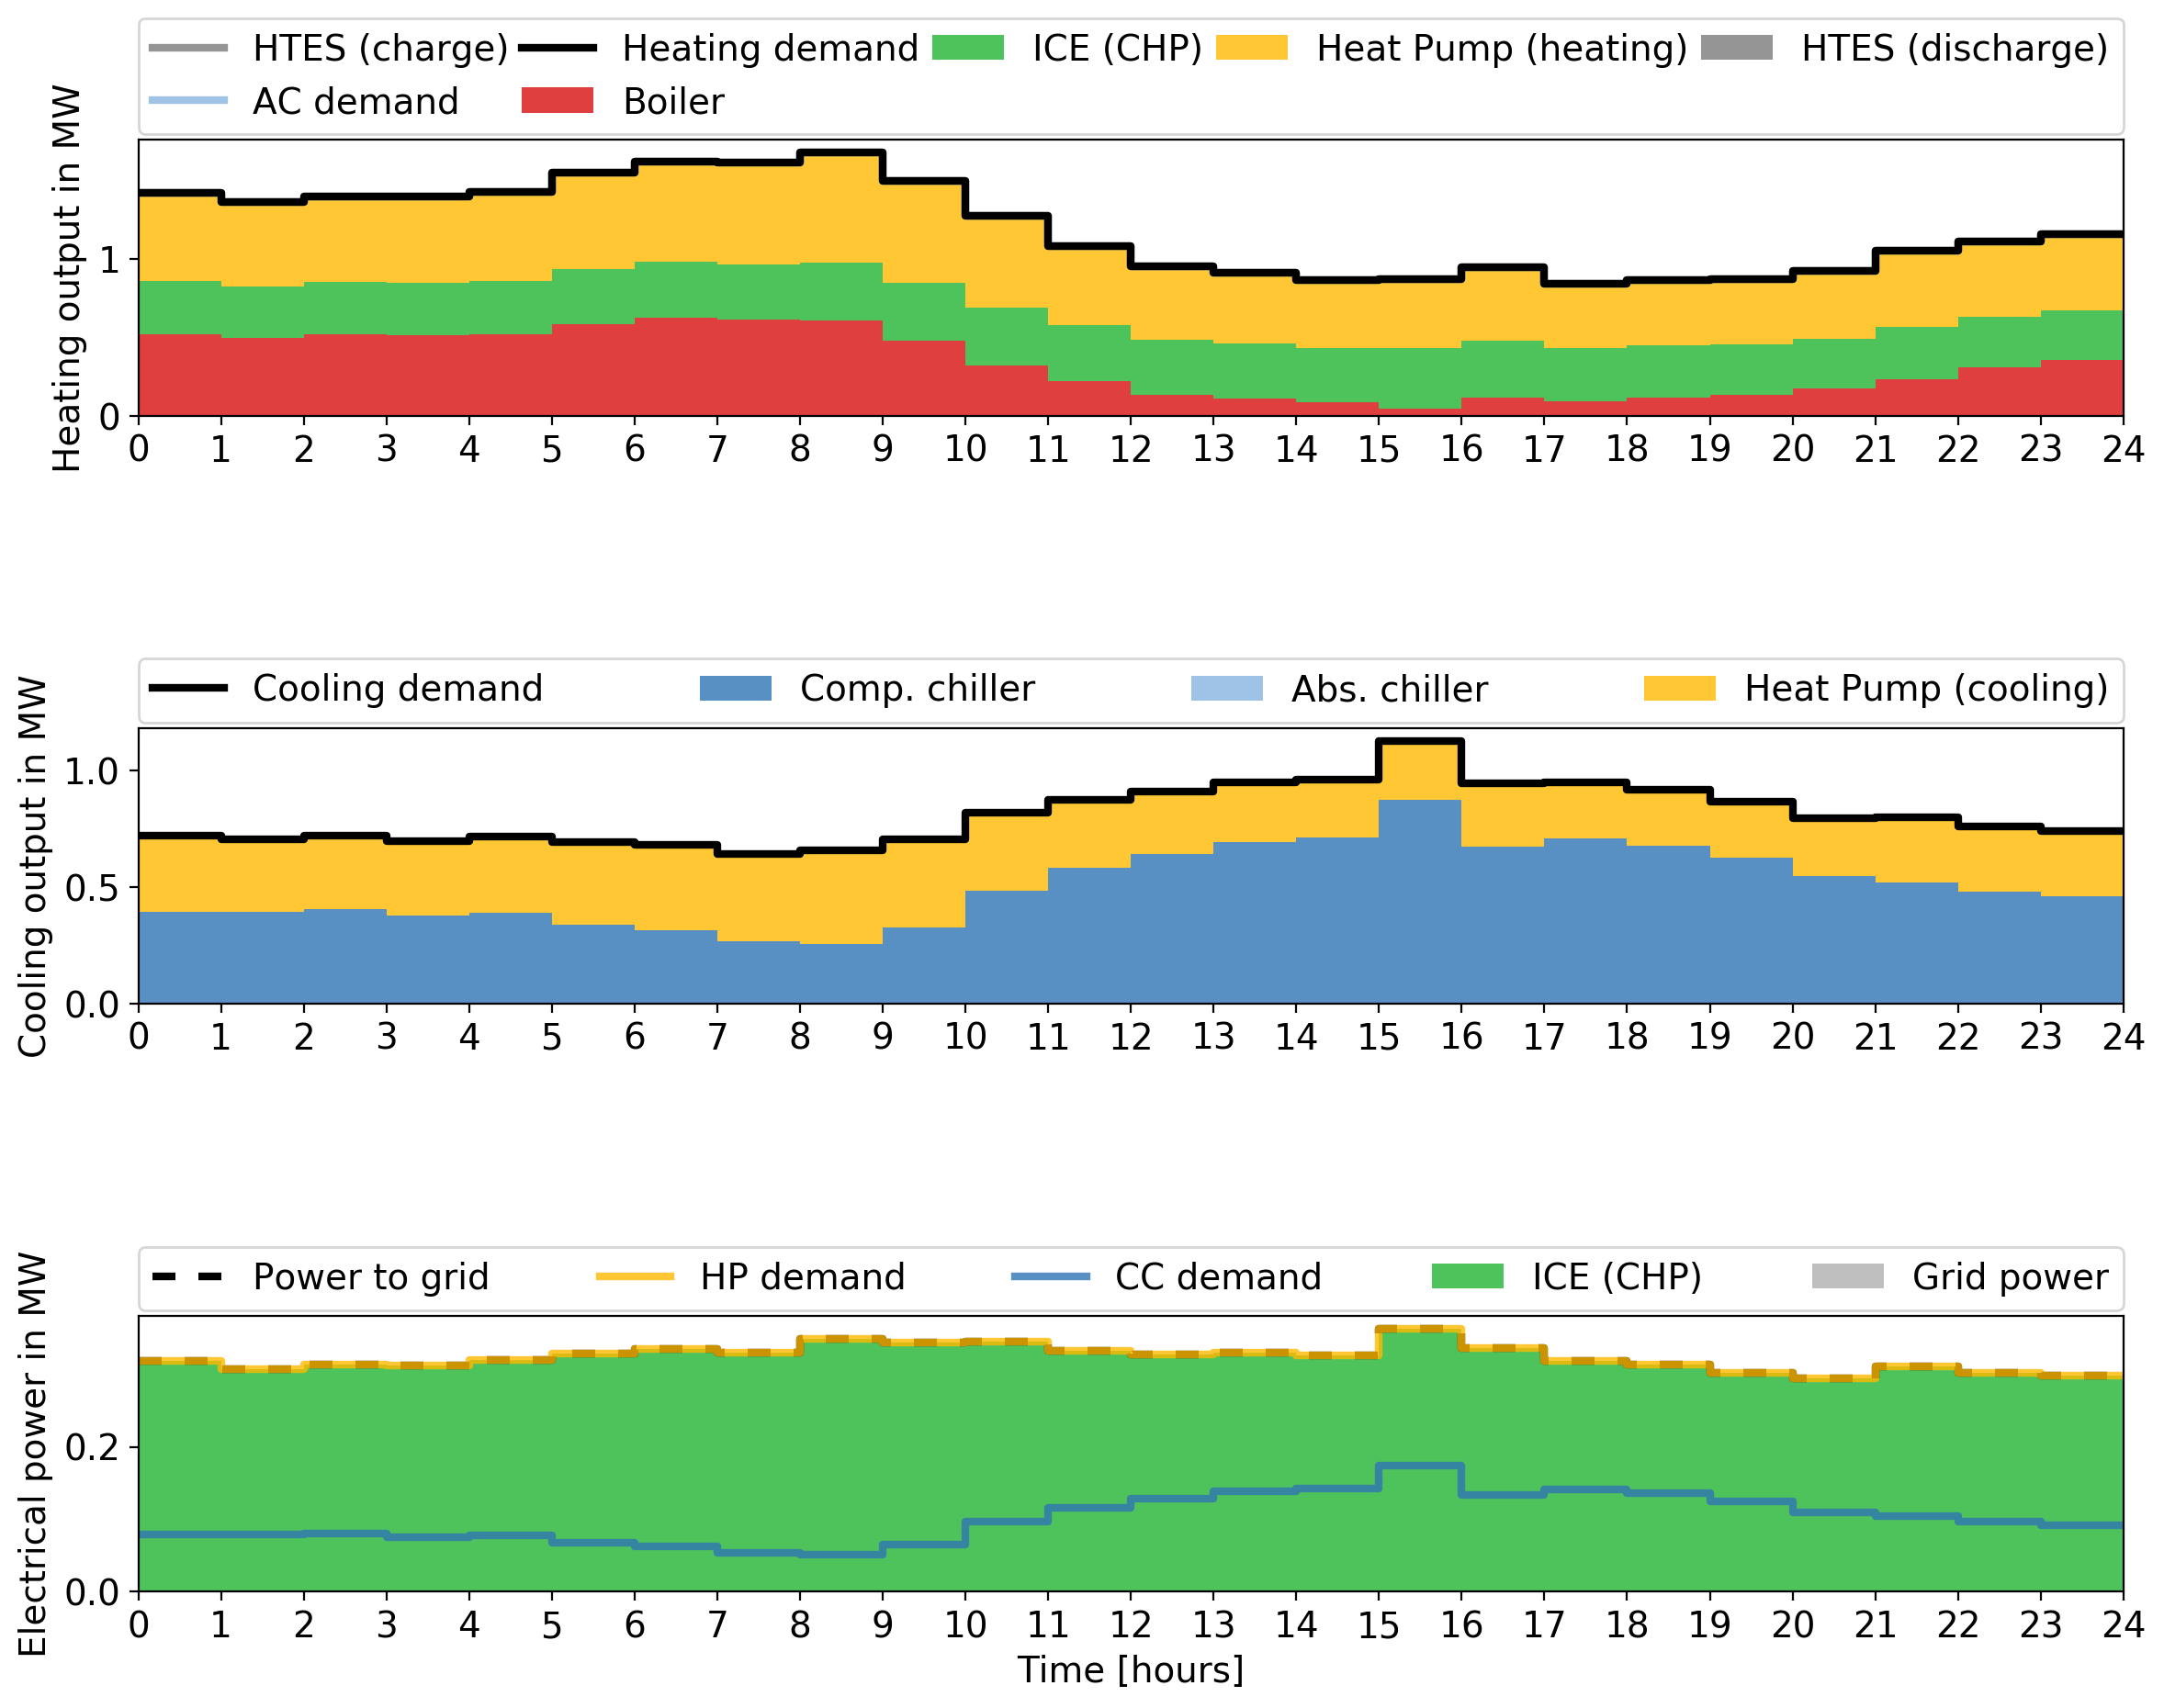 HTES (charge) Heating demand ICE (CHP) Heat Pump (heating) HTES (discharge)
AC demand Boiler
Heating output in MW
1
0
0 1 2 3 4 5 6 7 8 9 10 11 12 13 14 15 16 17 18 19 20 21 22 23 24
Cooling demand Comp. chiller Abs. chiller Heat Pump (cooling)
Cooling output in MW
1.0
0.5
0.0
0 1 2 3 4 5 6 7 8 9 10 11 12 13 14 15 16 17 18 19 20 21 22 23 24
Power to grid HP demand CC demand ICE (CHP) Grid power
Electrical power in MW
0.2
0.0
0 1 2 3 4 5 6 7 8 9 10 11 12 13 14 15 16 17 18 19 20 21 22 23 24
Time [hours]